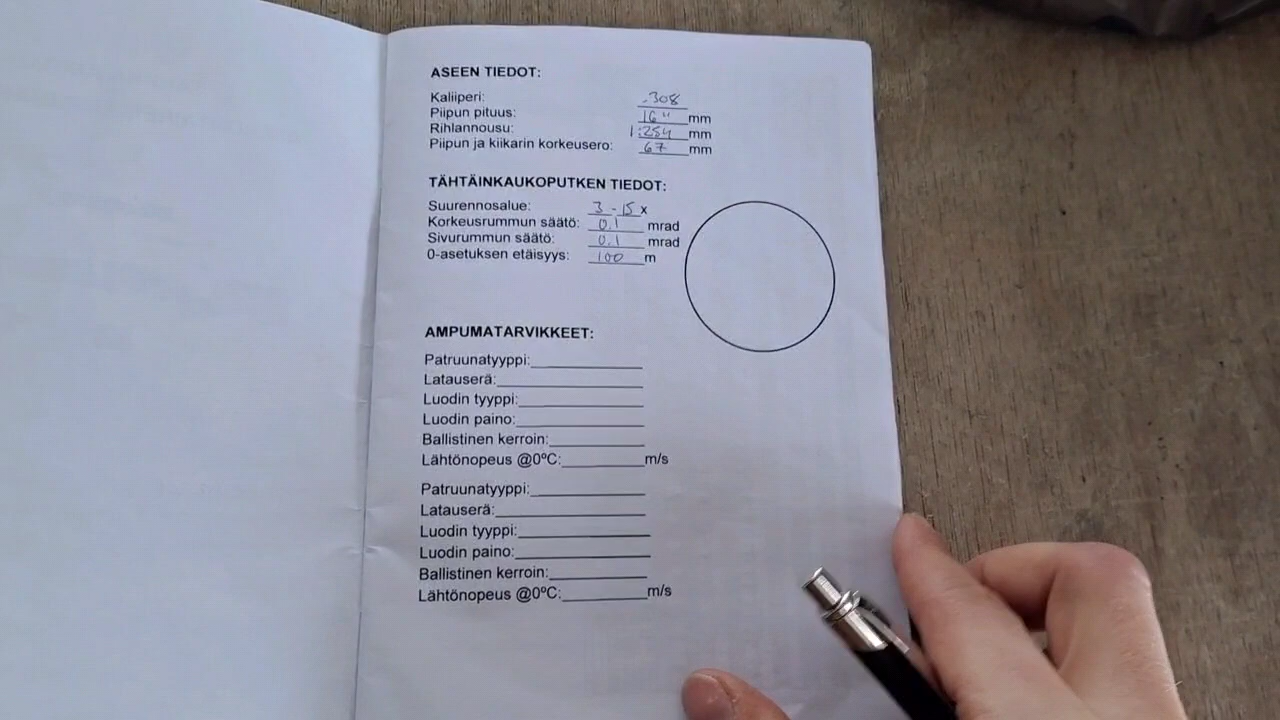 ASEEN TIEDOT:
Kaliiperi: .308
Piipun pituus: 16" mm
Rihlannousu: 1:254 mm
Piipun ja kiikarin korkeusero: 67 mm
TÄHTÄINKAUKOPUTKEN TIEDOT:
Suurennosalue: 3-15 x
Korkeusrummun säätö: 0.1 mrad
Sivurummun säätö: 0.1 mrad
0-asetuksen etäisyys: 100 m
AMPUMATARVIKKEET:
Patruunatyyppi:
Latauserä:
Luodin tyyppi:
Luodin paino:
Ballistinen kerroin:
Lähtönopeus @0ºC: m/s
Patruunatyyppi:
Latauserä:
Luodin tyyppi:
Luodin paino:
Ballistinen kerroin:
Lähtönopeus @0ºC: m/s